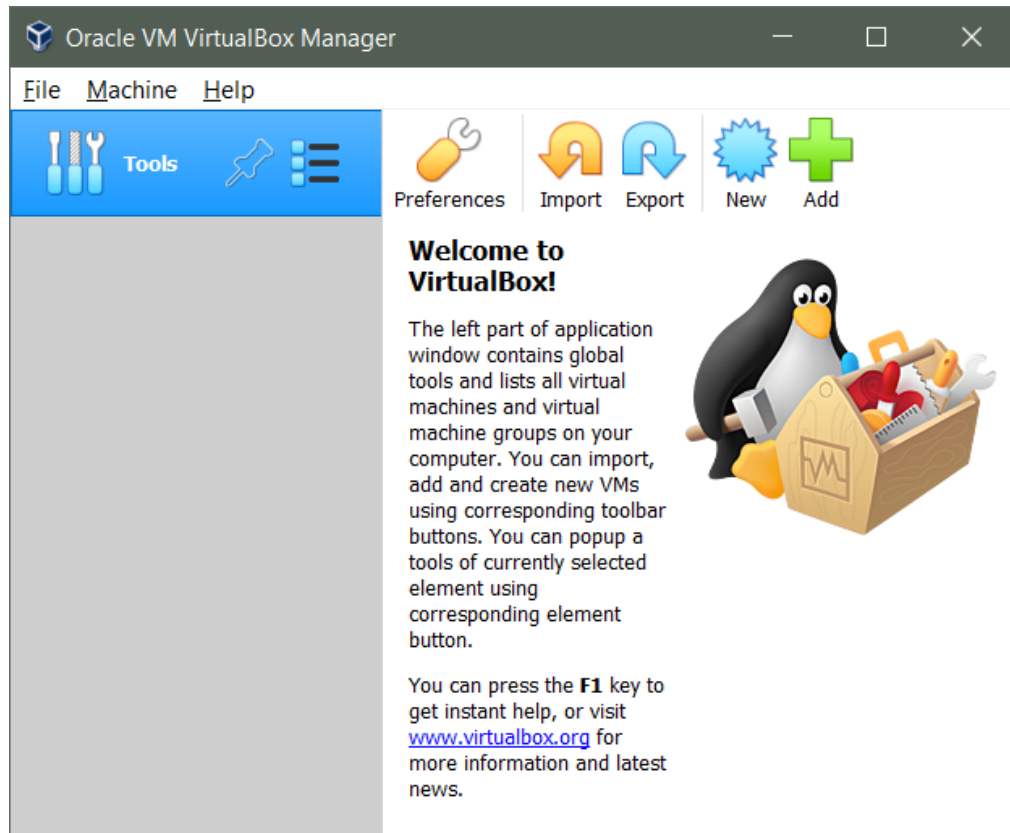 Oracle VM VirtualBox Manager
File Machine Help
Tools
Preferences Import Export New Add
Welcome to
VirtualBox!
The left part of application
window contains global
tools and lists all virtual
machines and virtual
machine groups on your
computer. You can import,
add and create new VMs
using corresponding toolbar
buttons. You can popup a
tools of currently selected
element using
corresponding element
button.
You can press the F1 key to
get instant help, or visit
www.virtualbox.org for
more information and latest
news.